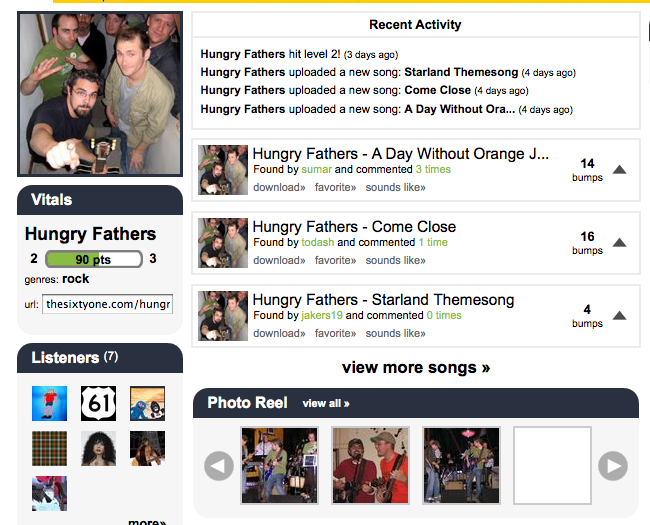 Recent Activity
Hungry Fathers hit level 2! (3 days ago)
Hungry Fathers uploaded a new song: Starland Themesong (4 days ago)
Hungry Fathers uploaded a new song: Come Close (4 days ago)
Hungry Fathers uploaded a new song: A Day Without Ora... (4 days ago)
Hungry Fathers - A Day Without Orange J...
Found by sumar and commented 3 times
download» favorite» sounds like»
14
bumps
Hungry Fathers - Come Close
Found by todash and commented 1 time
download» favorite» sounds like»
16
bumps
Hungry Fathers - Starland Themesong
Found by jakers19 and commented 0 times
download» favorite» sounds like»
4
bumps
view more songs »
Vitals
Hungry Fathers
2 90 pts 3
genres: rock
url: thesixtyone.com/hungr
Listeners (7)
61
more»
Photo Reel view all »